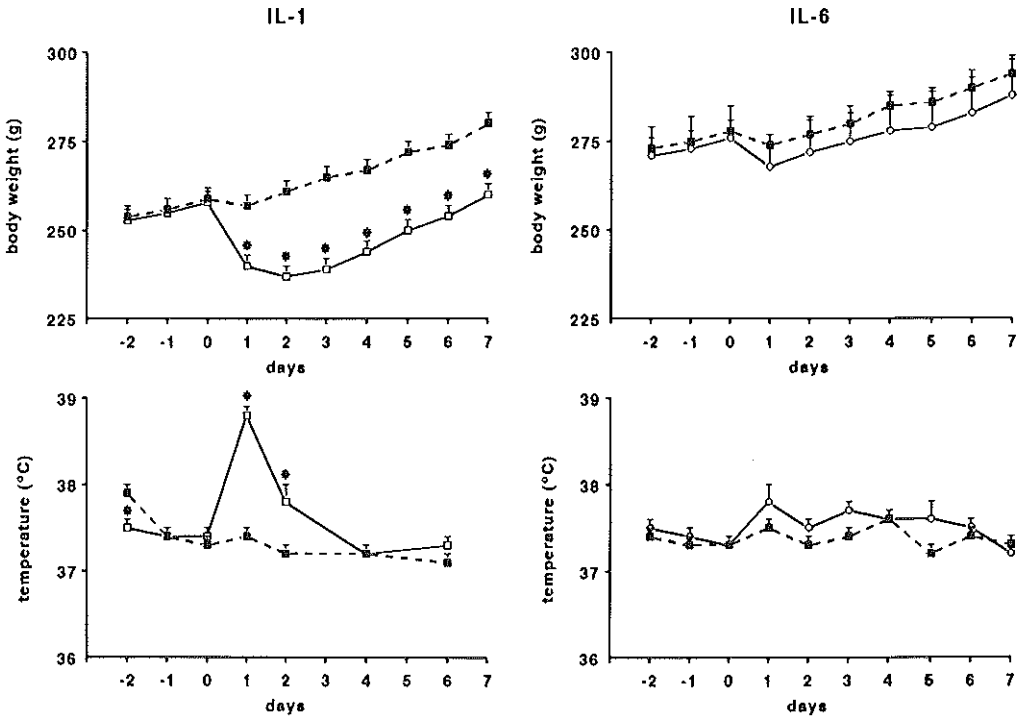 IL-1
300
275
250
225
body weight (g)
* * * * * * *
-2 -1 0 1 2 3 4 5 6 7
days
IL-6
300
275
250
225
body weight (g)
-2 -1 0 1 2 3 4 5 6 7
days
39
38
37
36
temperature (°C)
* * *
-2 -1 0 1 2 3 4 5 6 7
days
39
38
37
36
temperature (°C)
-2 -1 0 1 2 3 4 5 6 7
days